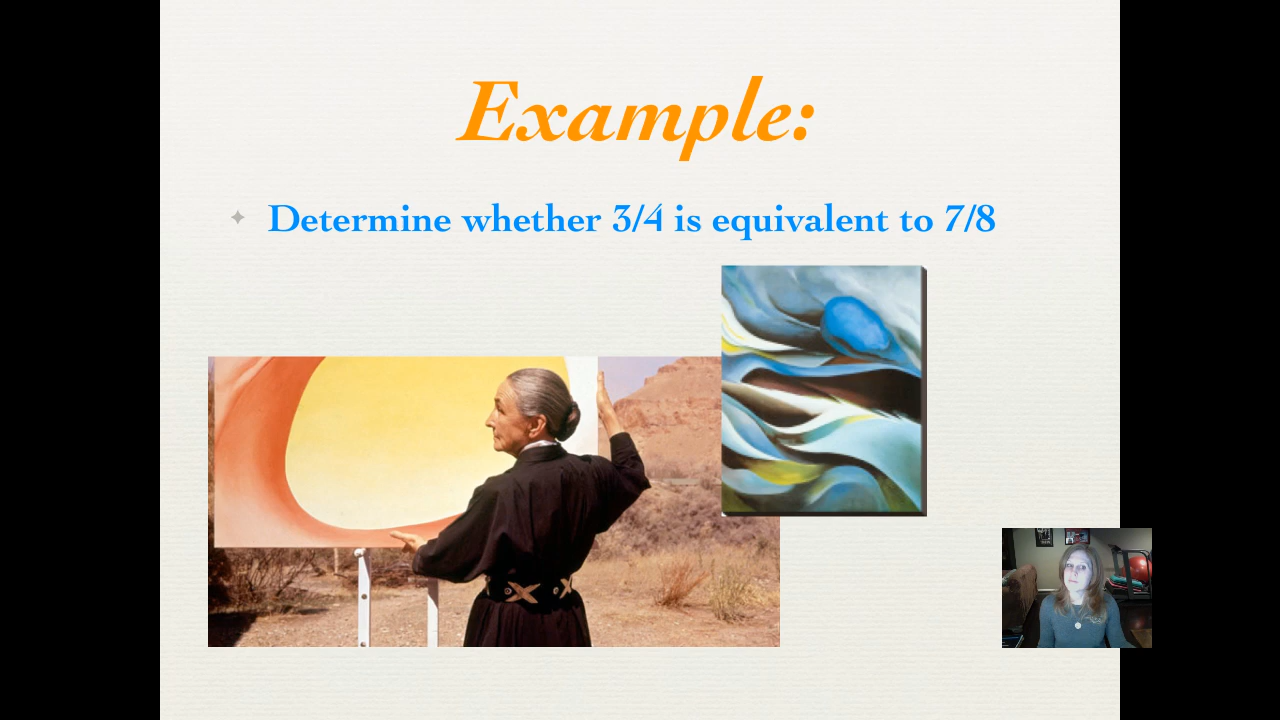 Example:
Determine whether 3/4 is equivalent to 7/8